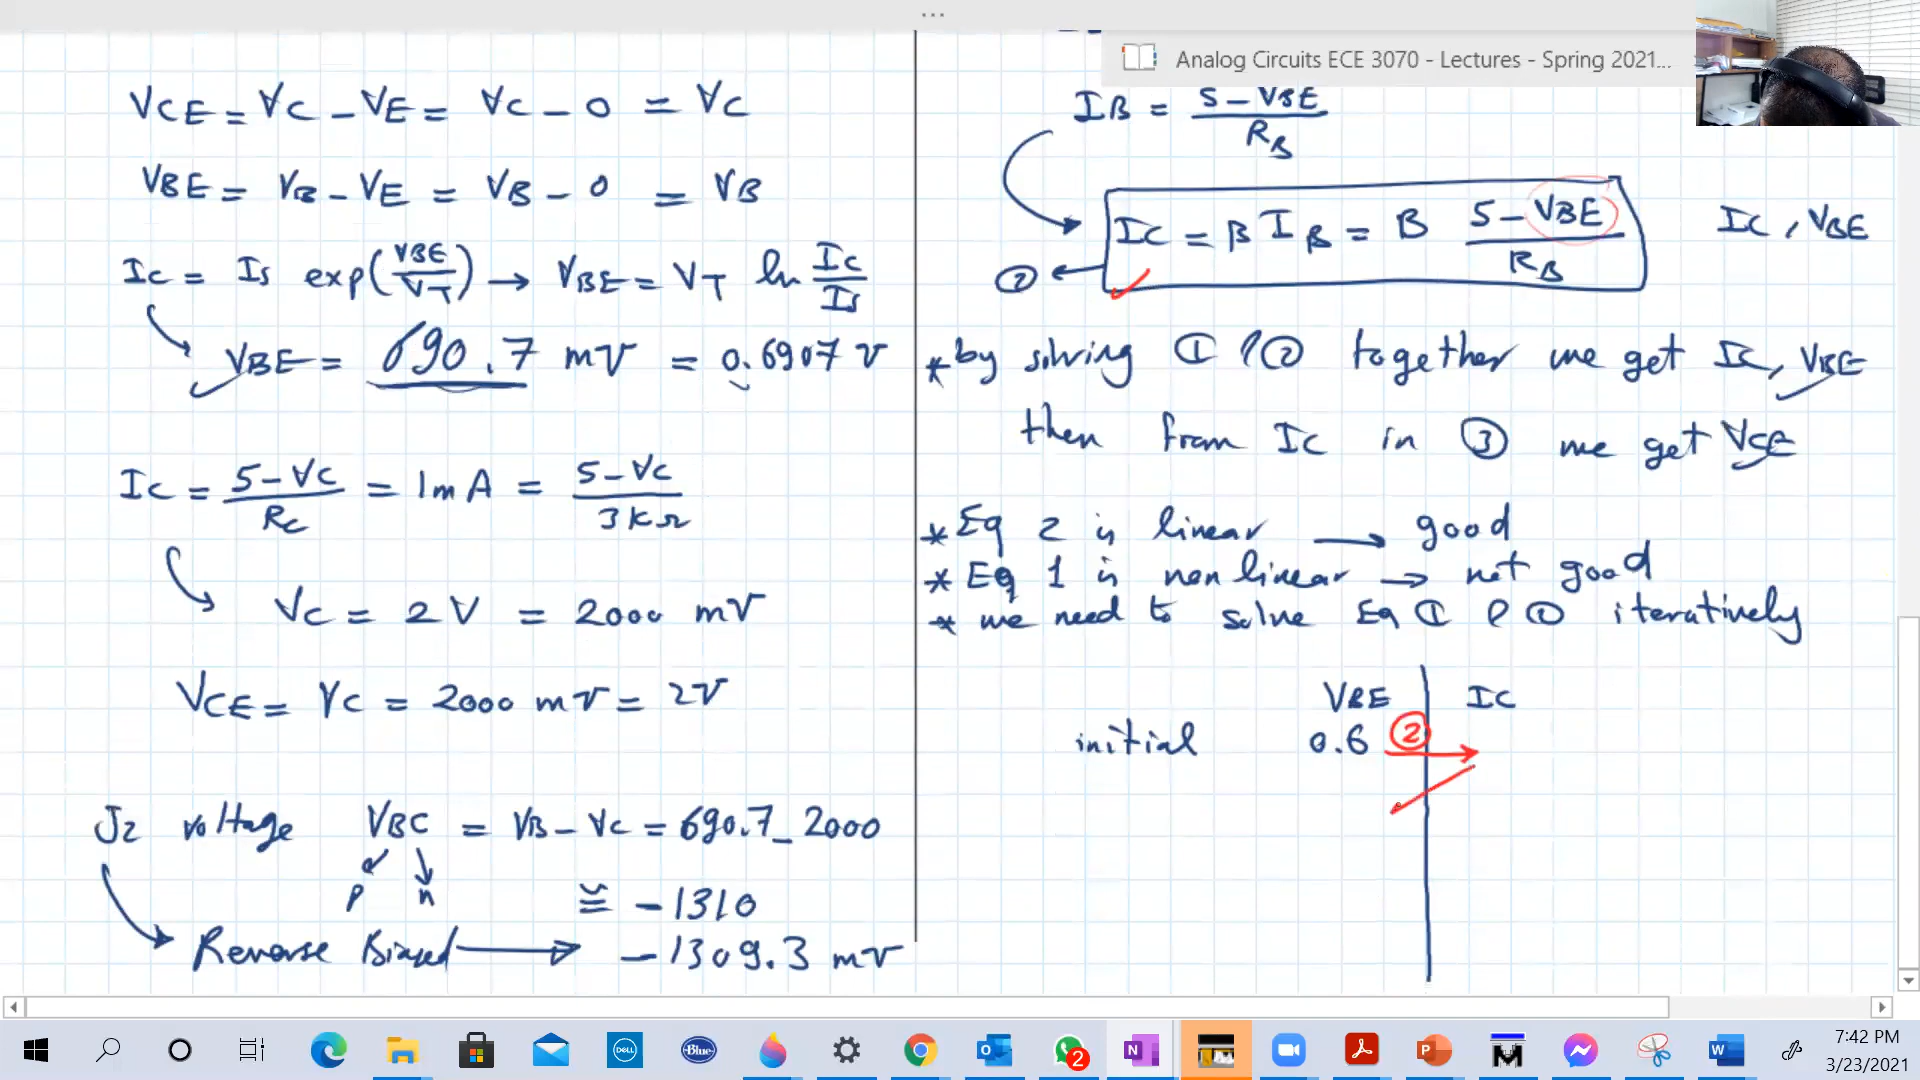 ...
Analog Circuits ECE 3070 - Lectures - Spring 2021...
VCE = VC - VE = VC - 0 = VC
VBE = VB - VE = VB - 0 = VB
IC = IS exp(VBE/VT) → VBE = VT ln IC/IS
VBE = 690.7 mV = 0.6907 V
IC = 5-VC/RC = 1mA = 5-VC/3KΩ
VC = 2V = 2000 mV
VCE = VC = 2000 mV = 2V
J2 voltage VBC = VB - VC = 690.7 - 2000
P n
≅ -1310
Reverse Biased → -1309.3 mV
IB = 5-VBE/RB
IC = β IB = B 5-VBE/RB
IC, VBE
②
* by solving ① & ② together we get IC, VBE
then from IC in ③ we get VCE
* Eq 2 is linear → good
* Eq 1 is non linear → not good
* we need to solve Eq ① & ② iteratively
VBE IC
initial 0.6 ②
DELL
Blue
2
N
P
W
7:42 PM
3/23/2021